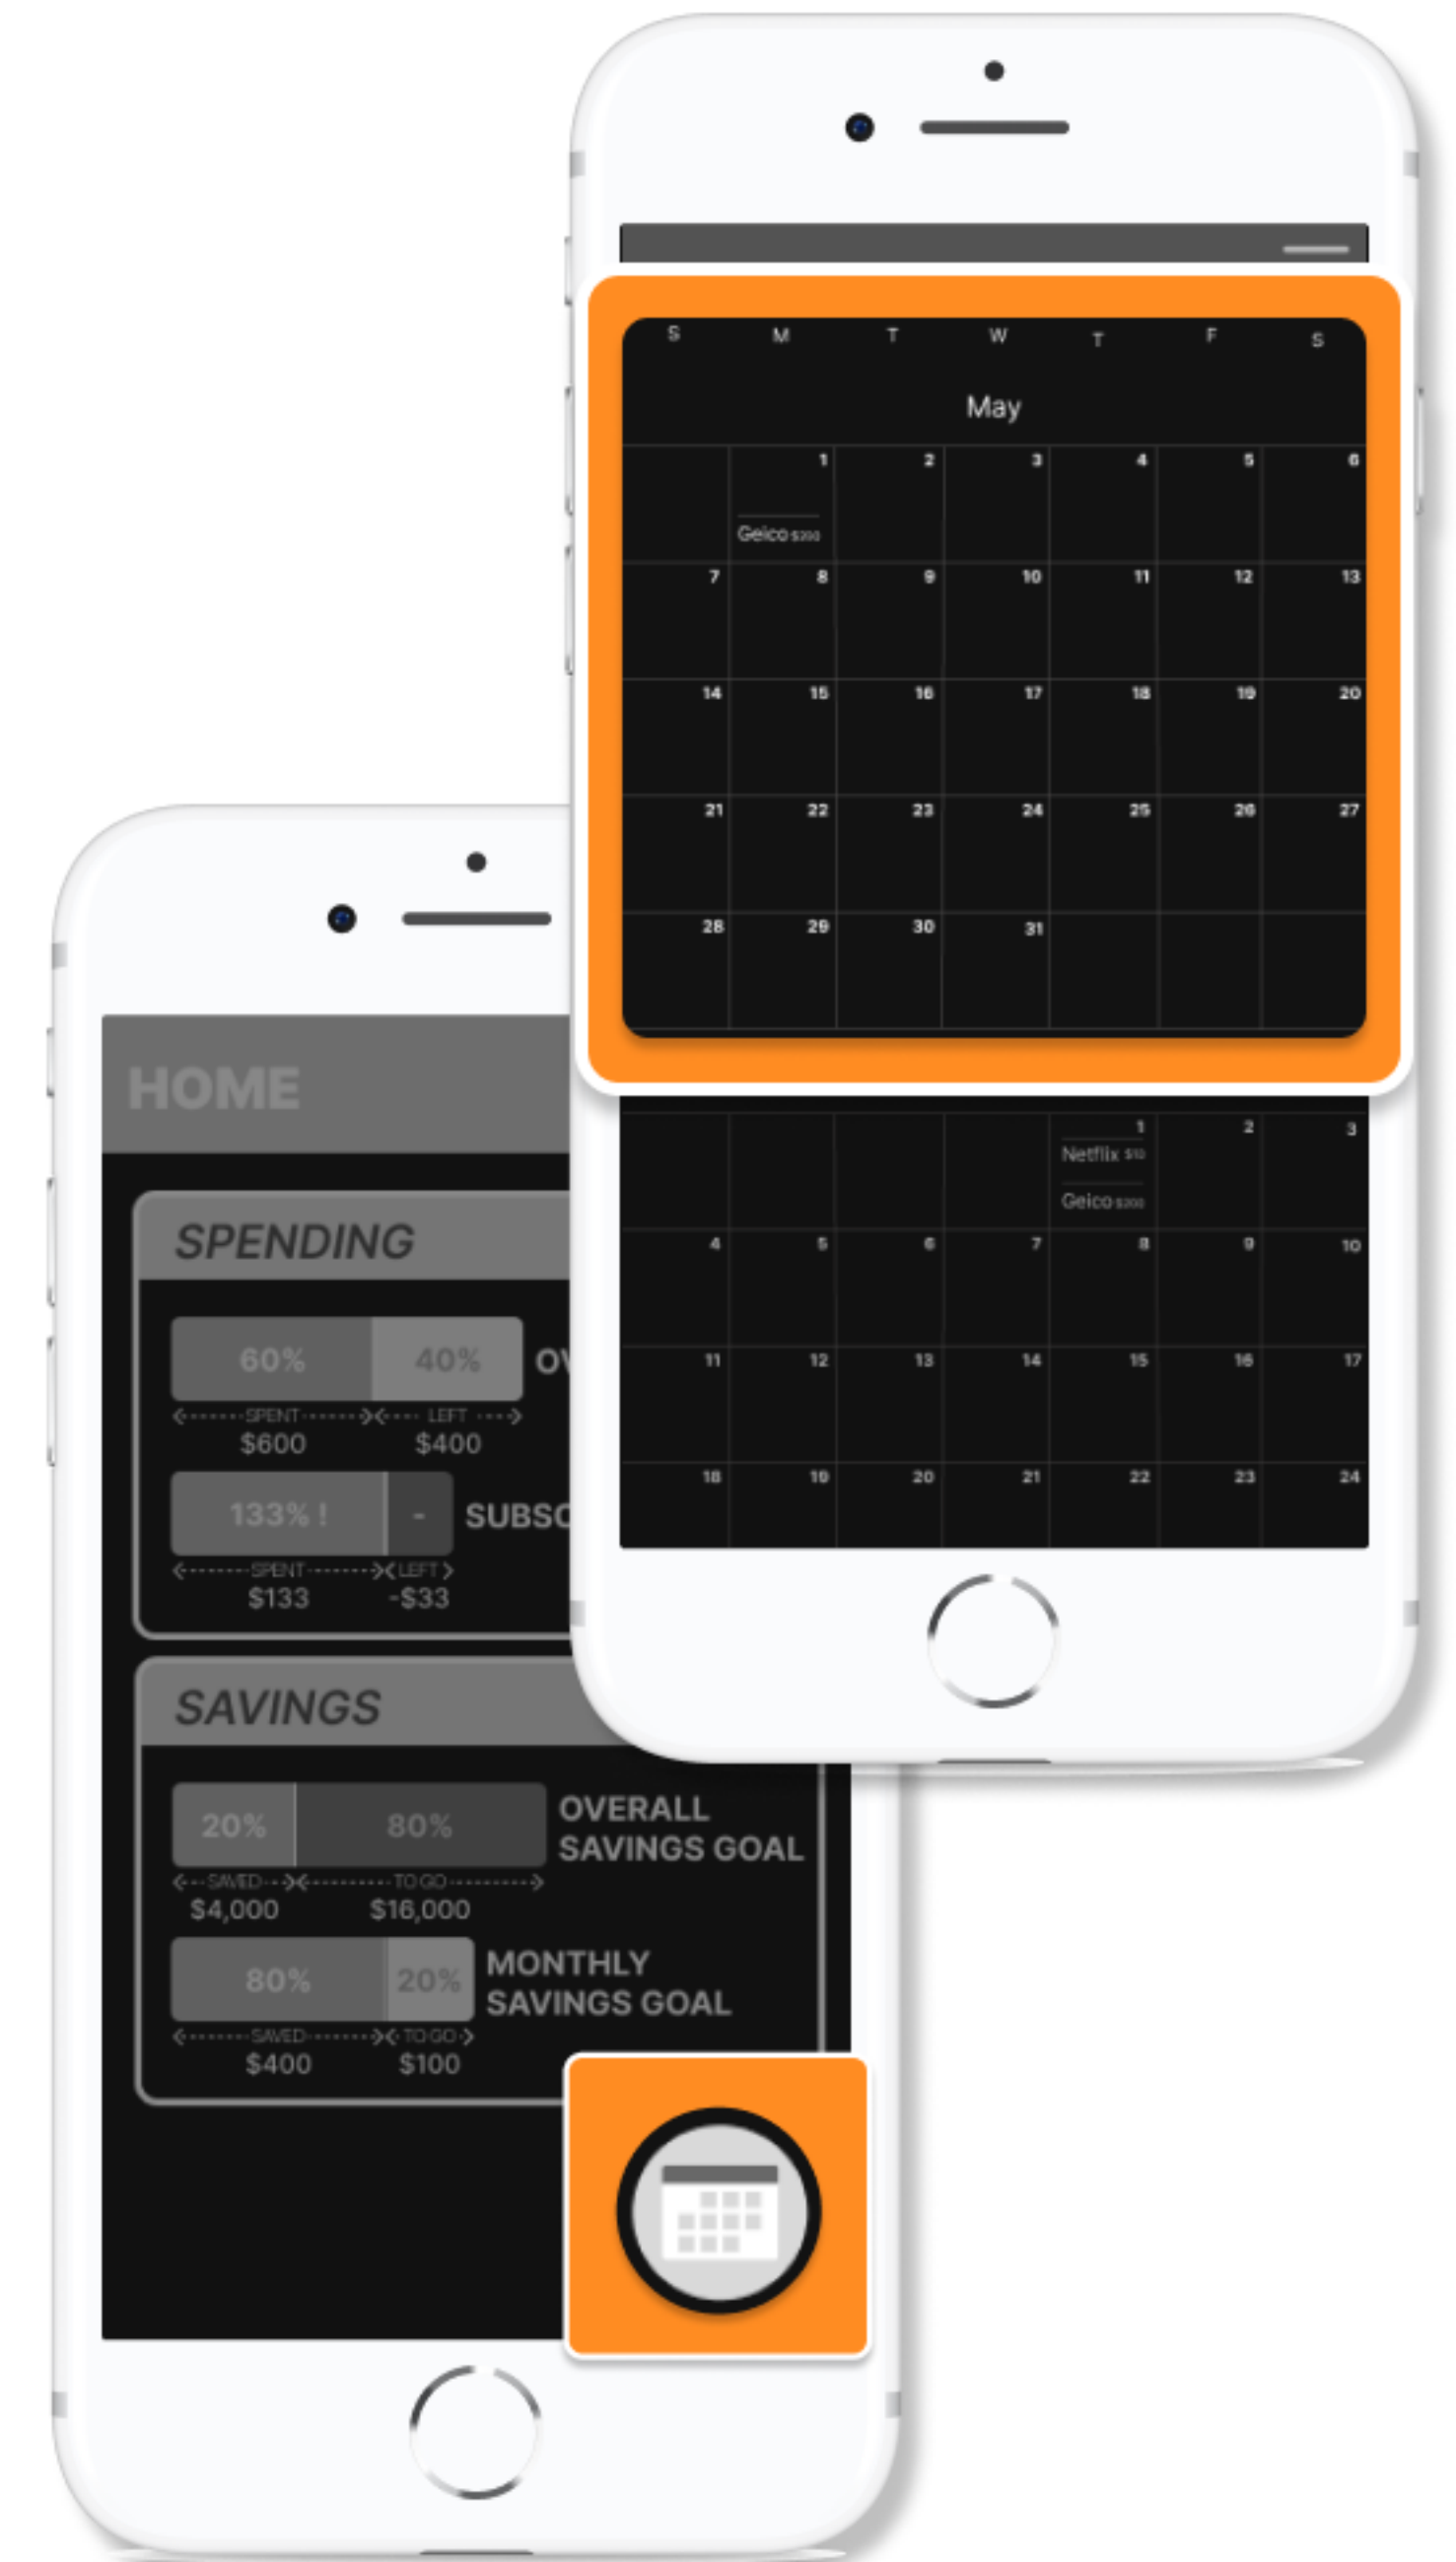 S M T W T F S
May
1 2 3 4 5 6
Geico $200
7 8 9 10 11 12 13
14 15 16 17 18 19 20
21 22 23 24 25 26 27
28 29 30 31
1 2 3
Netflix $10
Geico $200
4 5 6 7 8 9 10
11 12 13 14 15 16 17
18 19 20 21 22 23 24
HOME
SPENDING
60% 40% OV
SPENT LEFT
$600 $400
133% ! - SUBSC
SPENT LEFT
$133 -$33
SAVINGS
20% 80% OVERALL
SAVINGS GOAL
SAVED TO GO
$4,000 $16,000
80% 20% MONTHLY
SAVINGS GOAL
SAVED TO GO
$400 $100